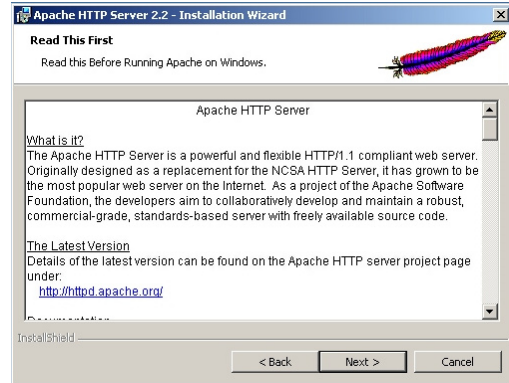 Apache HTTP Server 2.2 - Installation Wizard
Read This First
Read this Before Running Apache on Windows.
Apache HTTP Server
What is it?
The Apache HTTP Server is a powerful and flexible HTTP/1.1 compliant web server.
Originally designed as a replacement for the NCSA HTTP Server, it has grown to be
the most popular web server on the Internet. As a project of the Apache Software
Foundation, the developers aim to collaboratively develop and maintain a robust,
commercial-grade, standards-based server with freely available source code.
The Latest Version
Details of the latest version can be found on the Apache HTTP server project page
under:
http://httpd.apache.org/
InstallShield
< Back
Next >
Cancel